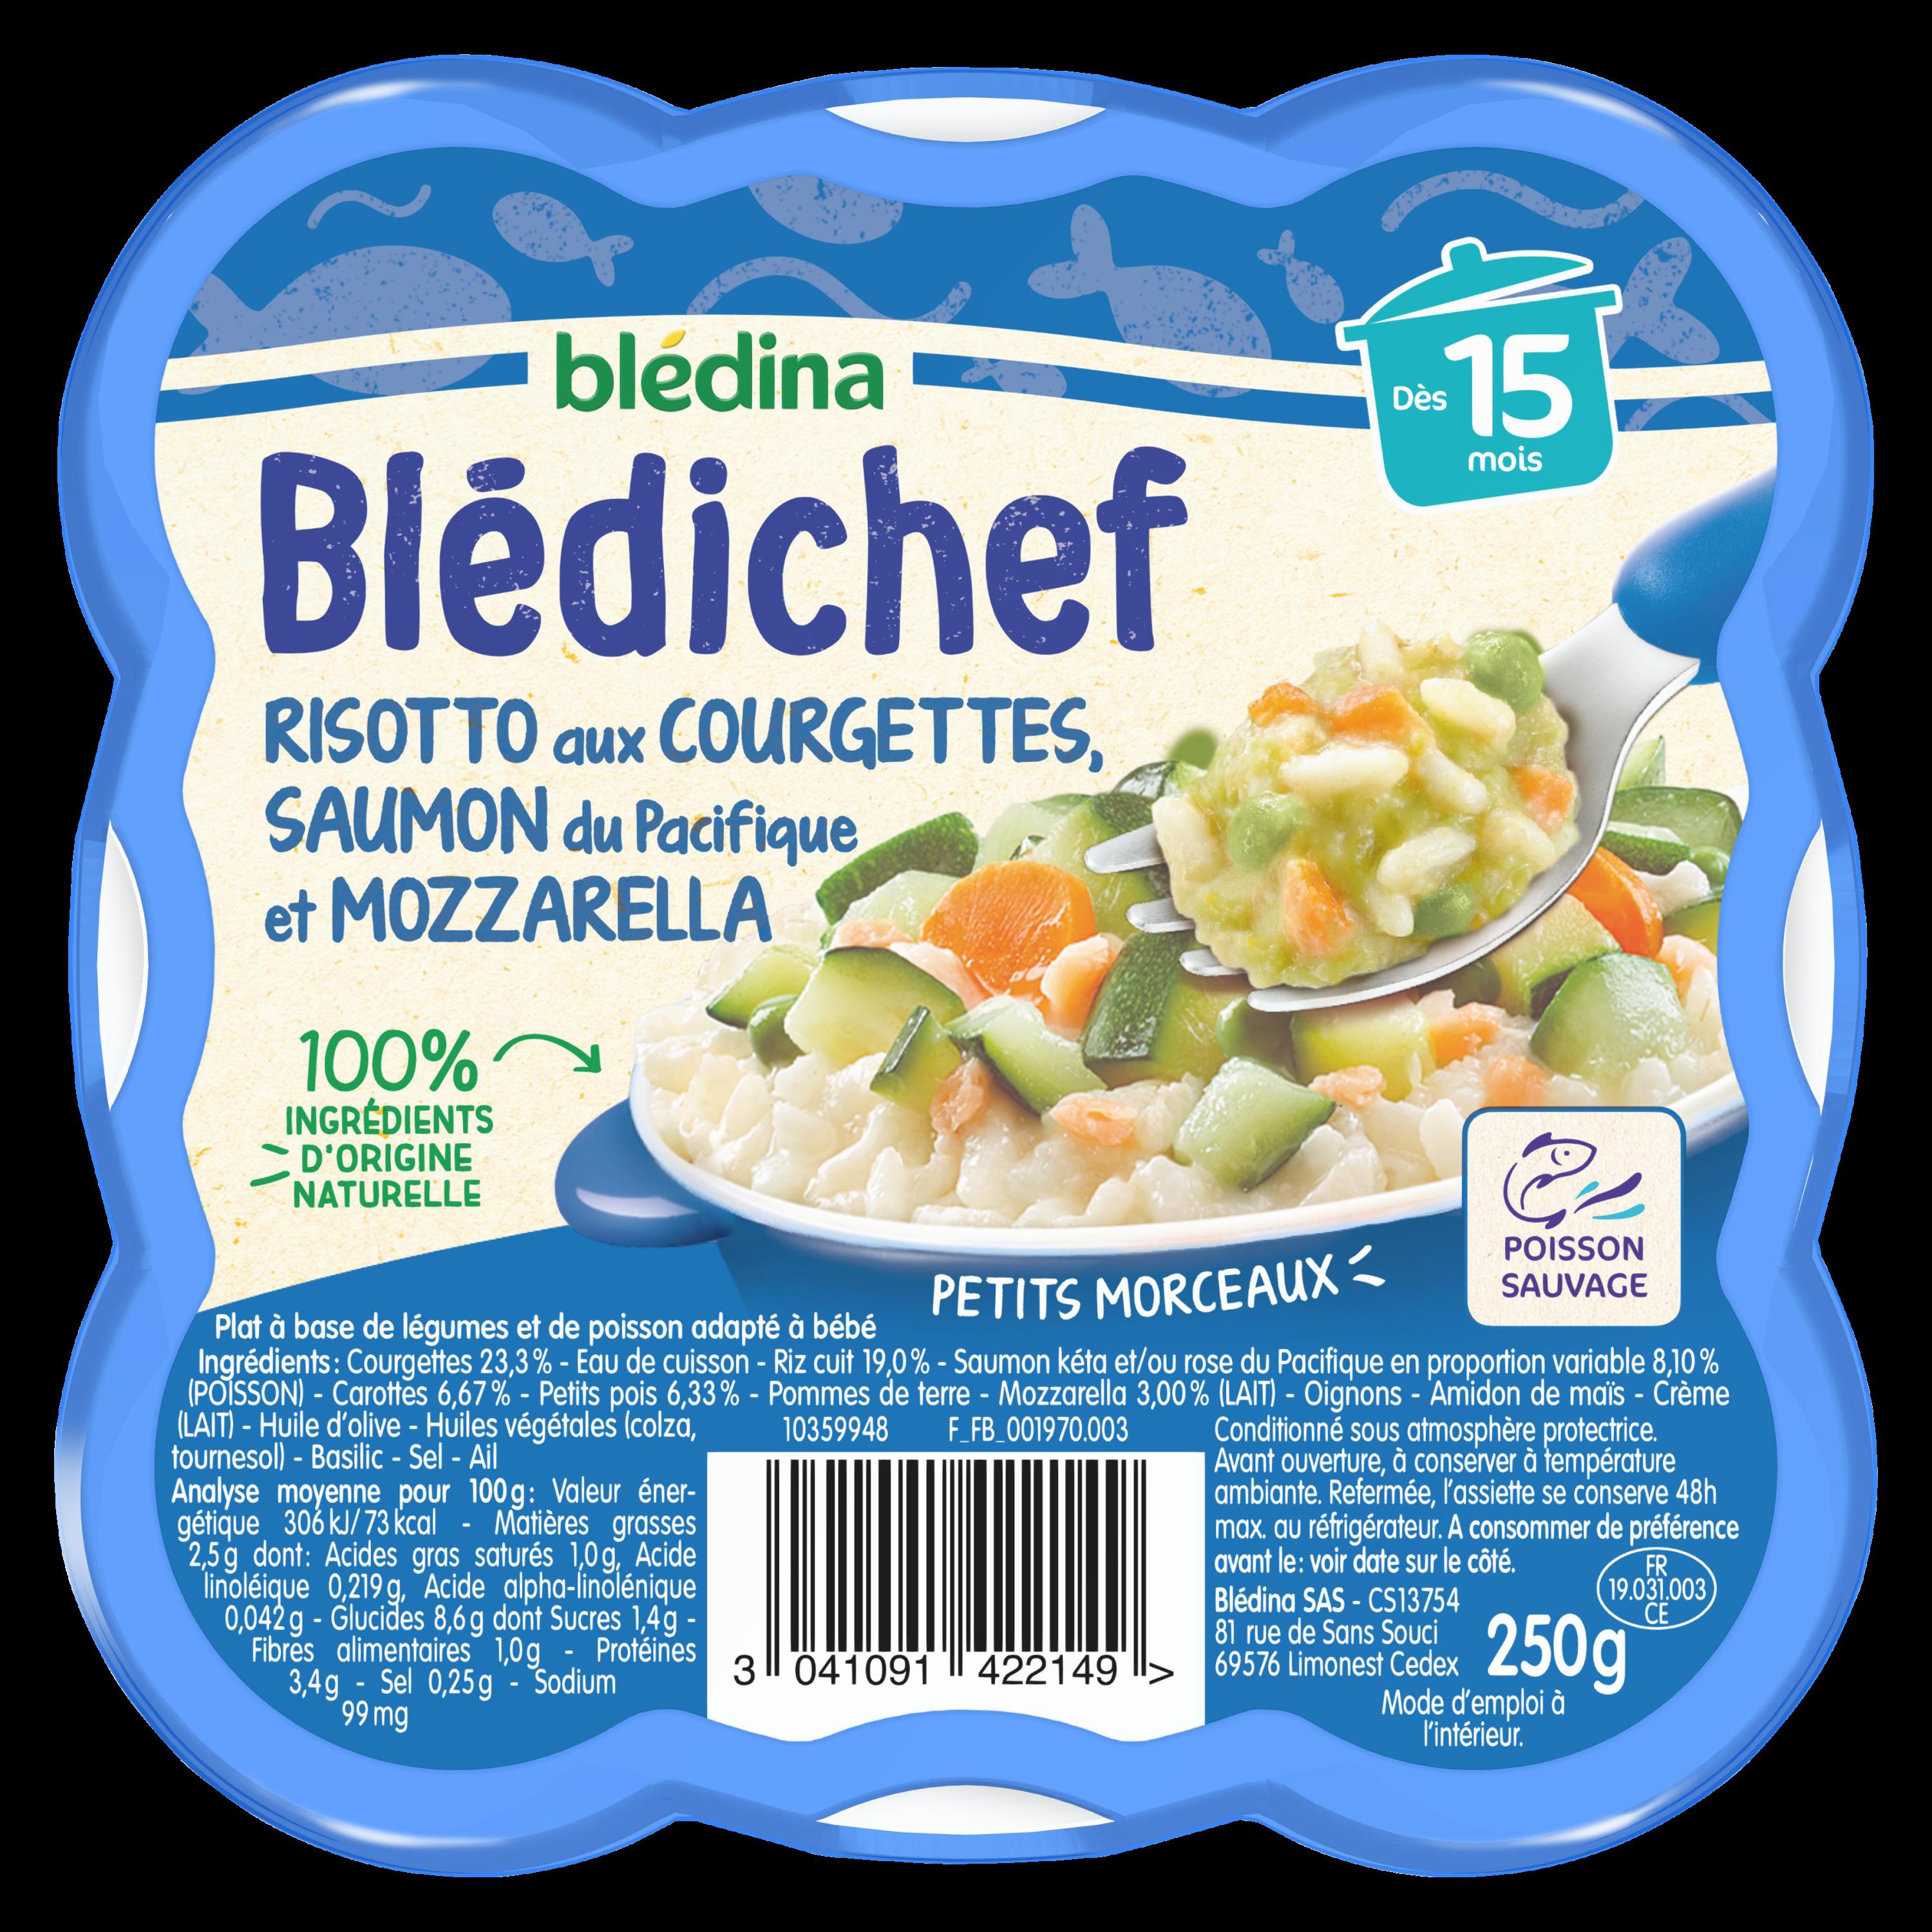 blédina
Dès 15
mois
Blédichef
RISOTTO aux COURGETTES,
SAUMON du Pacifique
et MOZZARELLA
100%
INGRÉDIENTS
D'ORIGINE
NATURELLE
POISSON
SAUVAGE
PETITS MORCEAUX
Plat à base de légumes et de poisson adapté à bébé
Ingrédients: Courgettes 23,3% - Eau de cuisson - Riz cuit 19,0% - Saumon kéta et/ou rose du Pacifique en proportion variable 8,10%
(POISSON) - Carottes 6,67% - Petits pois 6,33% - Pommes de terre - Mozzarella 3,00% (LAIT) - Oignons - Amidon de maïs - Crème
(LAIT) - Huile d'olive - Huiles végétales (colza,
tournesol) - Basilic - Sel - Ail
Analyse moyenne pour 100g: Valeur éner-
gétique 306 kJ/73 kcal - Matières grasses
2,5g dont: Acides gras saturés 1,0g, Acide
linoléique 0,219g, Acide alpha-linolénique
0,042g - Glucides 8,6g dont Sucres 1,4g -
Fibres alimentaires 1,0g - Protéines
3,4g - Sel 0,25g - Sodium
99mg
10359948 F_FB_001970.003
3 041091 422149 >
Conditionné sous atmosphère protectrice.
Avant ouverture, à conserver à température
ambiante. Refermée, l'assiette se conserve 48h
max. au réfrigérateur. A consommer de préférence
avant le: voir date sur le côté.
FR
19.031.003
CE
Blédina SAS - CS13754
81 rue de Sans Souci
69576 Limonest Cedex
250g
Mode d'emploi à
l'intérieur.